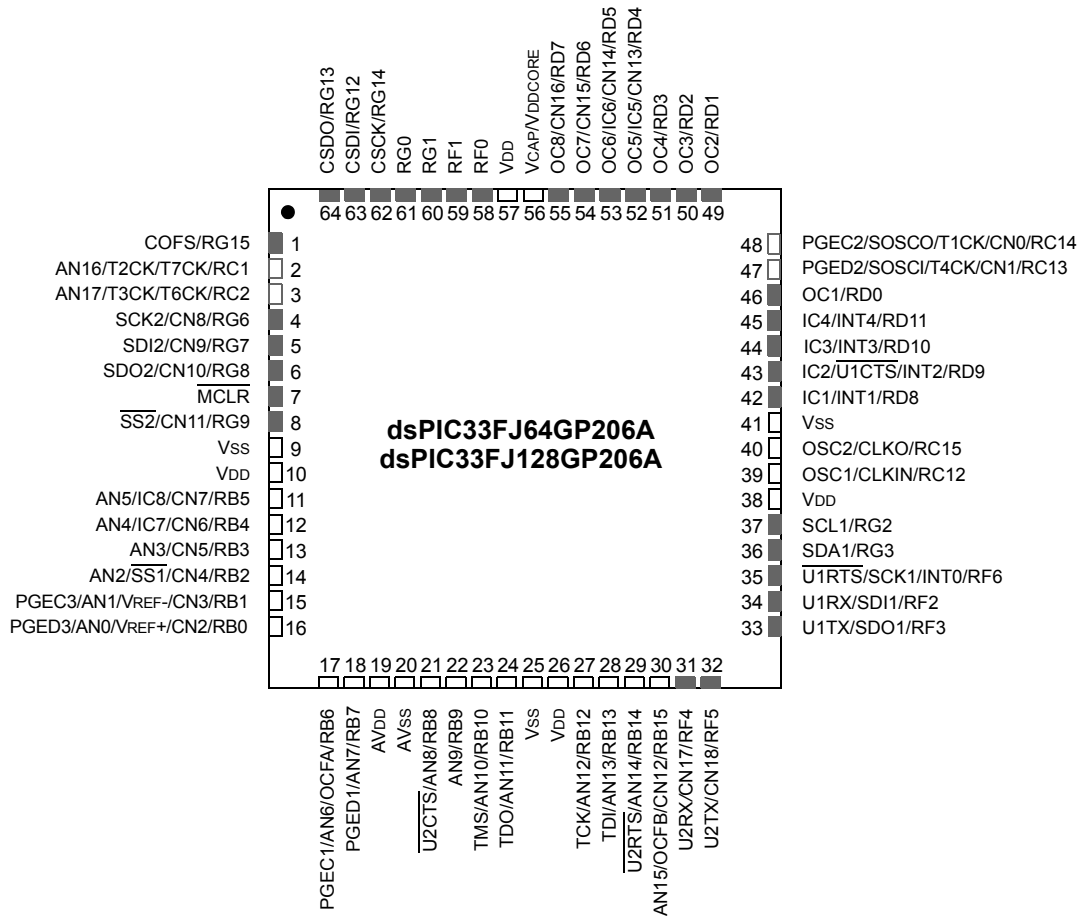 CSDO/RG13
CSDI/RG12
CSCK/RG14
RG0
RG1
RF1
RF0
VDD
VCAP/VDDCORE
OC8/CN16/RD7
OC7/CN15/RD6
OC6/IC6/CN14/RD5
OC5/IC5/CN13/RD4
OC4/RD3
OC3/RD2
OC2/RD1
64 63 62 61 60 59 58 57 56 55 54 53 52 51 50 49
COFS/RG15 1
AN16/T2CK/T7CK/RC1 2
AN17/T3CK/T6CK/RC2 3
SCK2/CN8/RG6 4
SDI2/CN9/RG7 5
SDO2/CN10/RG8 6
MCLR 7
SS2/CN11/RG9 8
VSS 9
VDD 10
AN5/IC8/CN7/RB5 11
AN4/IC7/CN6/RB4 12
AN3/CN5/RB3 13
AN2/SS1/CN4/RB2 14
PGEC3/AN1/VREF-/CN3/RB1 15
PGED3/AN0/VREF+/CN2/RB0 16
dsPIC33FJ64GP206A
dsPIC33FJ128GP206A
48 PGEC2/SOSCO/T1CK/CN0/RC14
47 PGED2/SOSCI/T4CK/CN1/RC13
46 OC1/RD0
45 IC4/INT4/RD11
44 IC3/INT3/RD10
43 IC2/U1CTS/INT2/RD9
42 IC1/INT1/RD8
41 VSS
40 OSC2/CLKO/RC15
39 OSC1/CLKIN/RC12
38 VDD
37 SCL1/RG2
36 SDA1/RG3
35 U1RTS/SCK1/INT0/RF6
34 U1RX/SDI1/RF2
33 U1TX/SDO1/RF3
17 18 19 20 21 22 23 24 25 26 27 28 29 30 31 32
PGEC1/AN6/OCFA/RB6
PGED1/AN7/RB7
AVDD
AVSS
U2CTS/AN8/RB8
AN9/RB9
TMS/AN10/RB10
TDO/AN11/RB11
VSS
VDD
TCK/AN12/RB12
TDI/AN13/RB13
U2RTS/AN14/RB14
AN15/OCFB/CN12/RB15
U2RX/CN17/RF4
U2TX/CN18/RF5